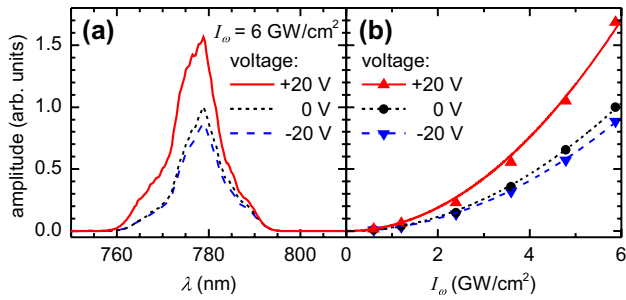 (a)
I_ω = 6 GW/cm²
voltage:
+20 V
0 V
-20 V
(b)
voltage:
+20 V
0 V
-20 V
amplitude (arb. units)
1.5
1.0
0.5
0.0
760
780
800
0
2
4
6
λ (nm)
I_ω (GW/cm²)